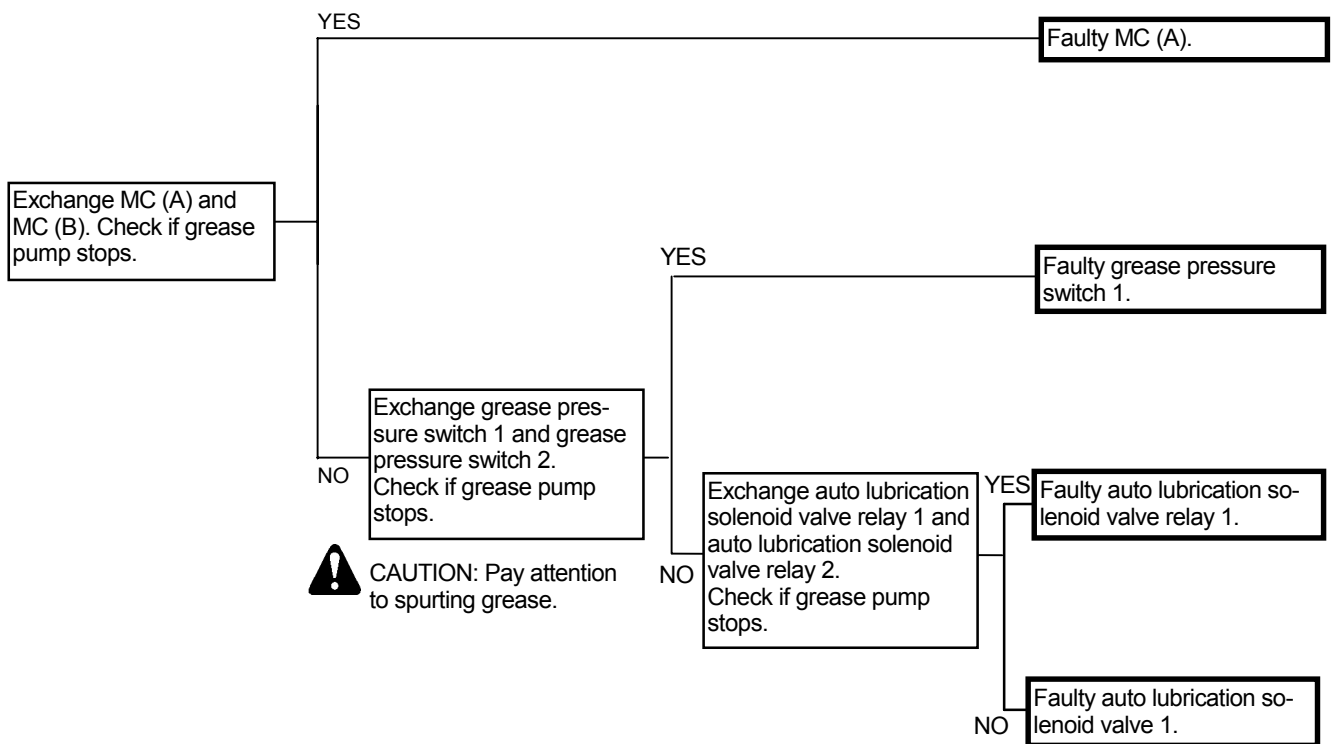 YES
Faulty MC (A).
Exchange MC (A) and
MC (B). Check if grease
pump stops.
YES
Faulty grease pressure
switch 1.
NO
Exchange grease pres-
sure switch 1 and grease
pressure switch 2.
Check if grease pump
stops.
CAUTION: Pay attention
to spurting grease.
NO
Exchange auto lubrication
solenoid valve relay 1 and
auto lubrication solenoid
valve relay 2.
Check if grease pump
stops.
YES
Faulty auto lubrication so-
lenoid valve relay 1.
NO
Faulty auto lubrication so-
lenoid valve 1.